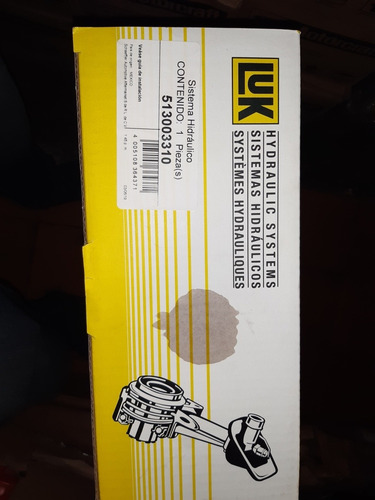 LUK
HYDRAULIC SYSTEMS
SISTEMAS HIDRÁULICOS
SYSTÈMES HYDRAULIQUES
Sistema Hidráulico
CONTENIDO: 1 Pieza(s)
513003310
4 005108 364371